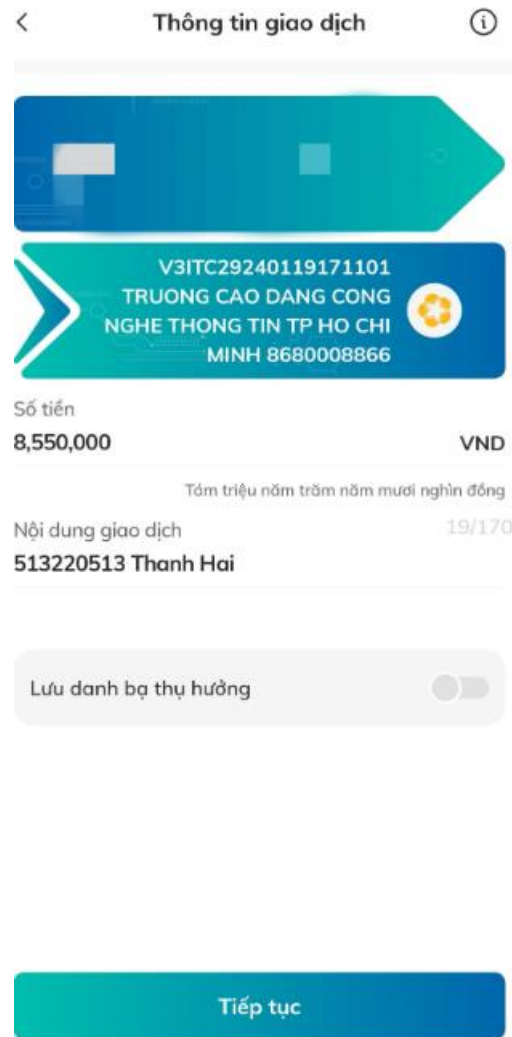 Thông tin giao dịch
V3ITC29240119171101
TRUONG CAO DANG CONG
NGHE THONG TIN TP HO CHI
MINH 8680008866
Số tiền
8,550,000 VND
Tám triệu năm trăm năm mươi nghìn đồng
Nội dung giao dịch 19/170
513220513 Thanh Hai
Lưu danh bạ thụ hưởng
Tiếp tục